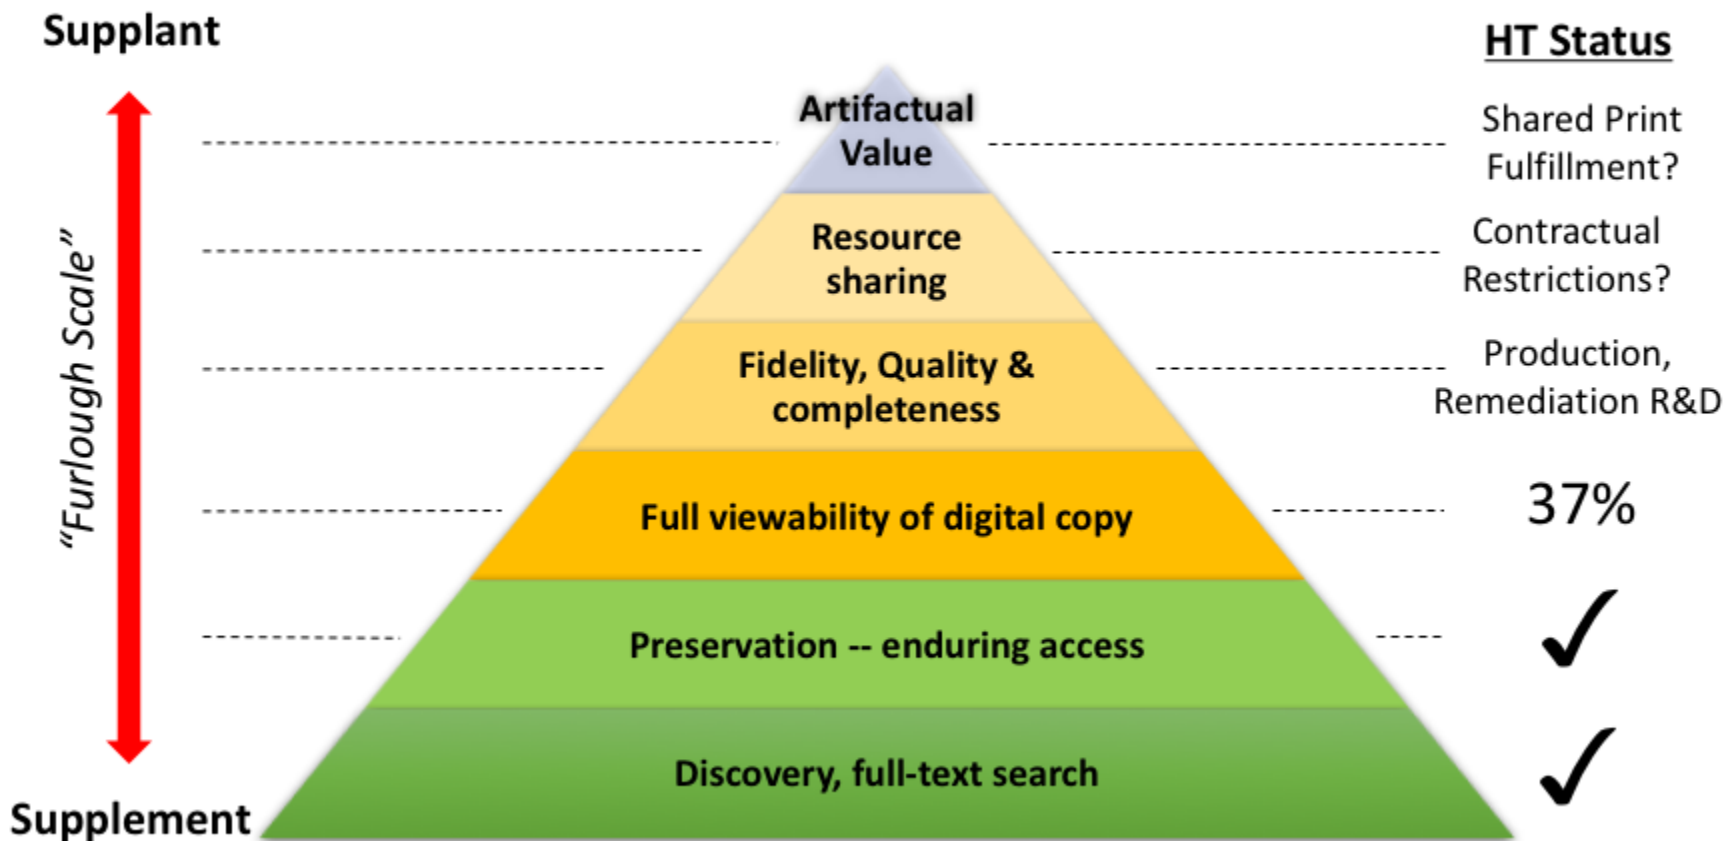 Supplant
HT Status
Artifactual
Value
Shared Print
Fulfillment?
Resource
sharing
Contractual
Restrictions?
“Furlough Scale”
Fidelity, Quality &
completeness
Production,
Remediation R&D
Full viewability of digital copy
37%
Preservation -- enduring access
✓
Discovery, full-text search
✓
Supplement